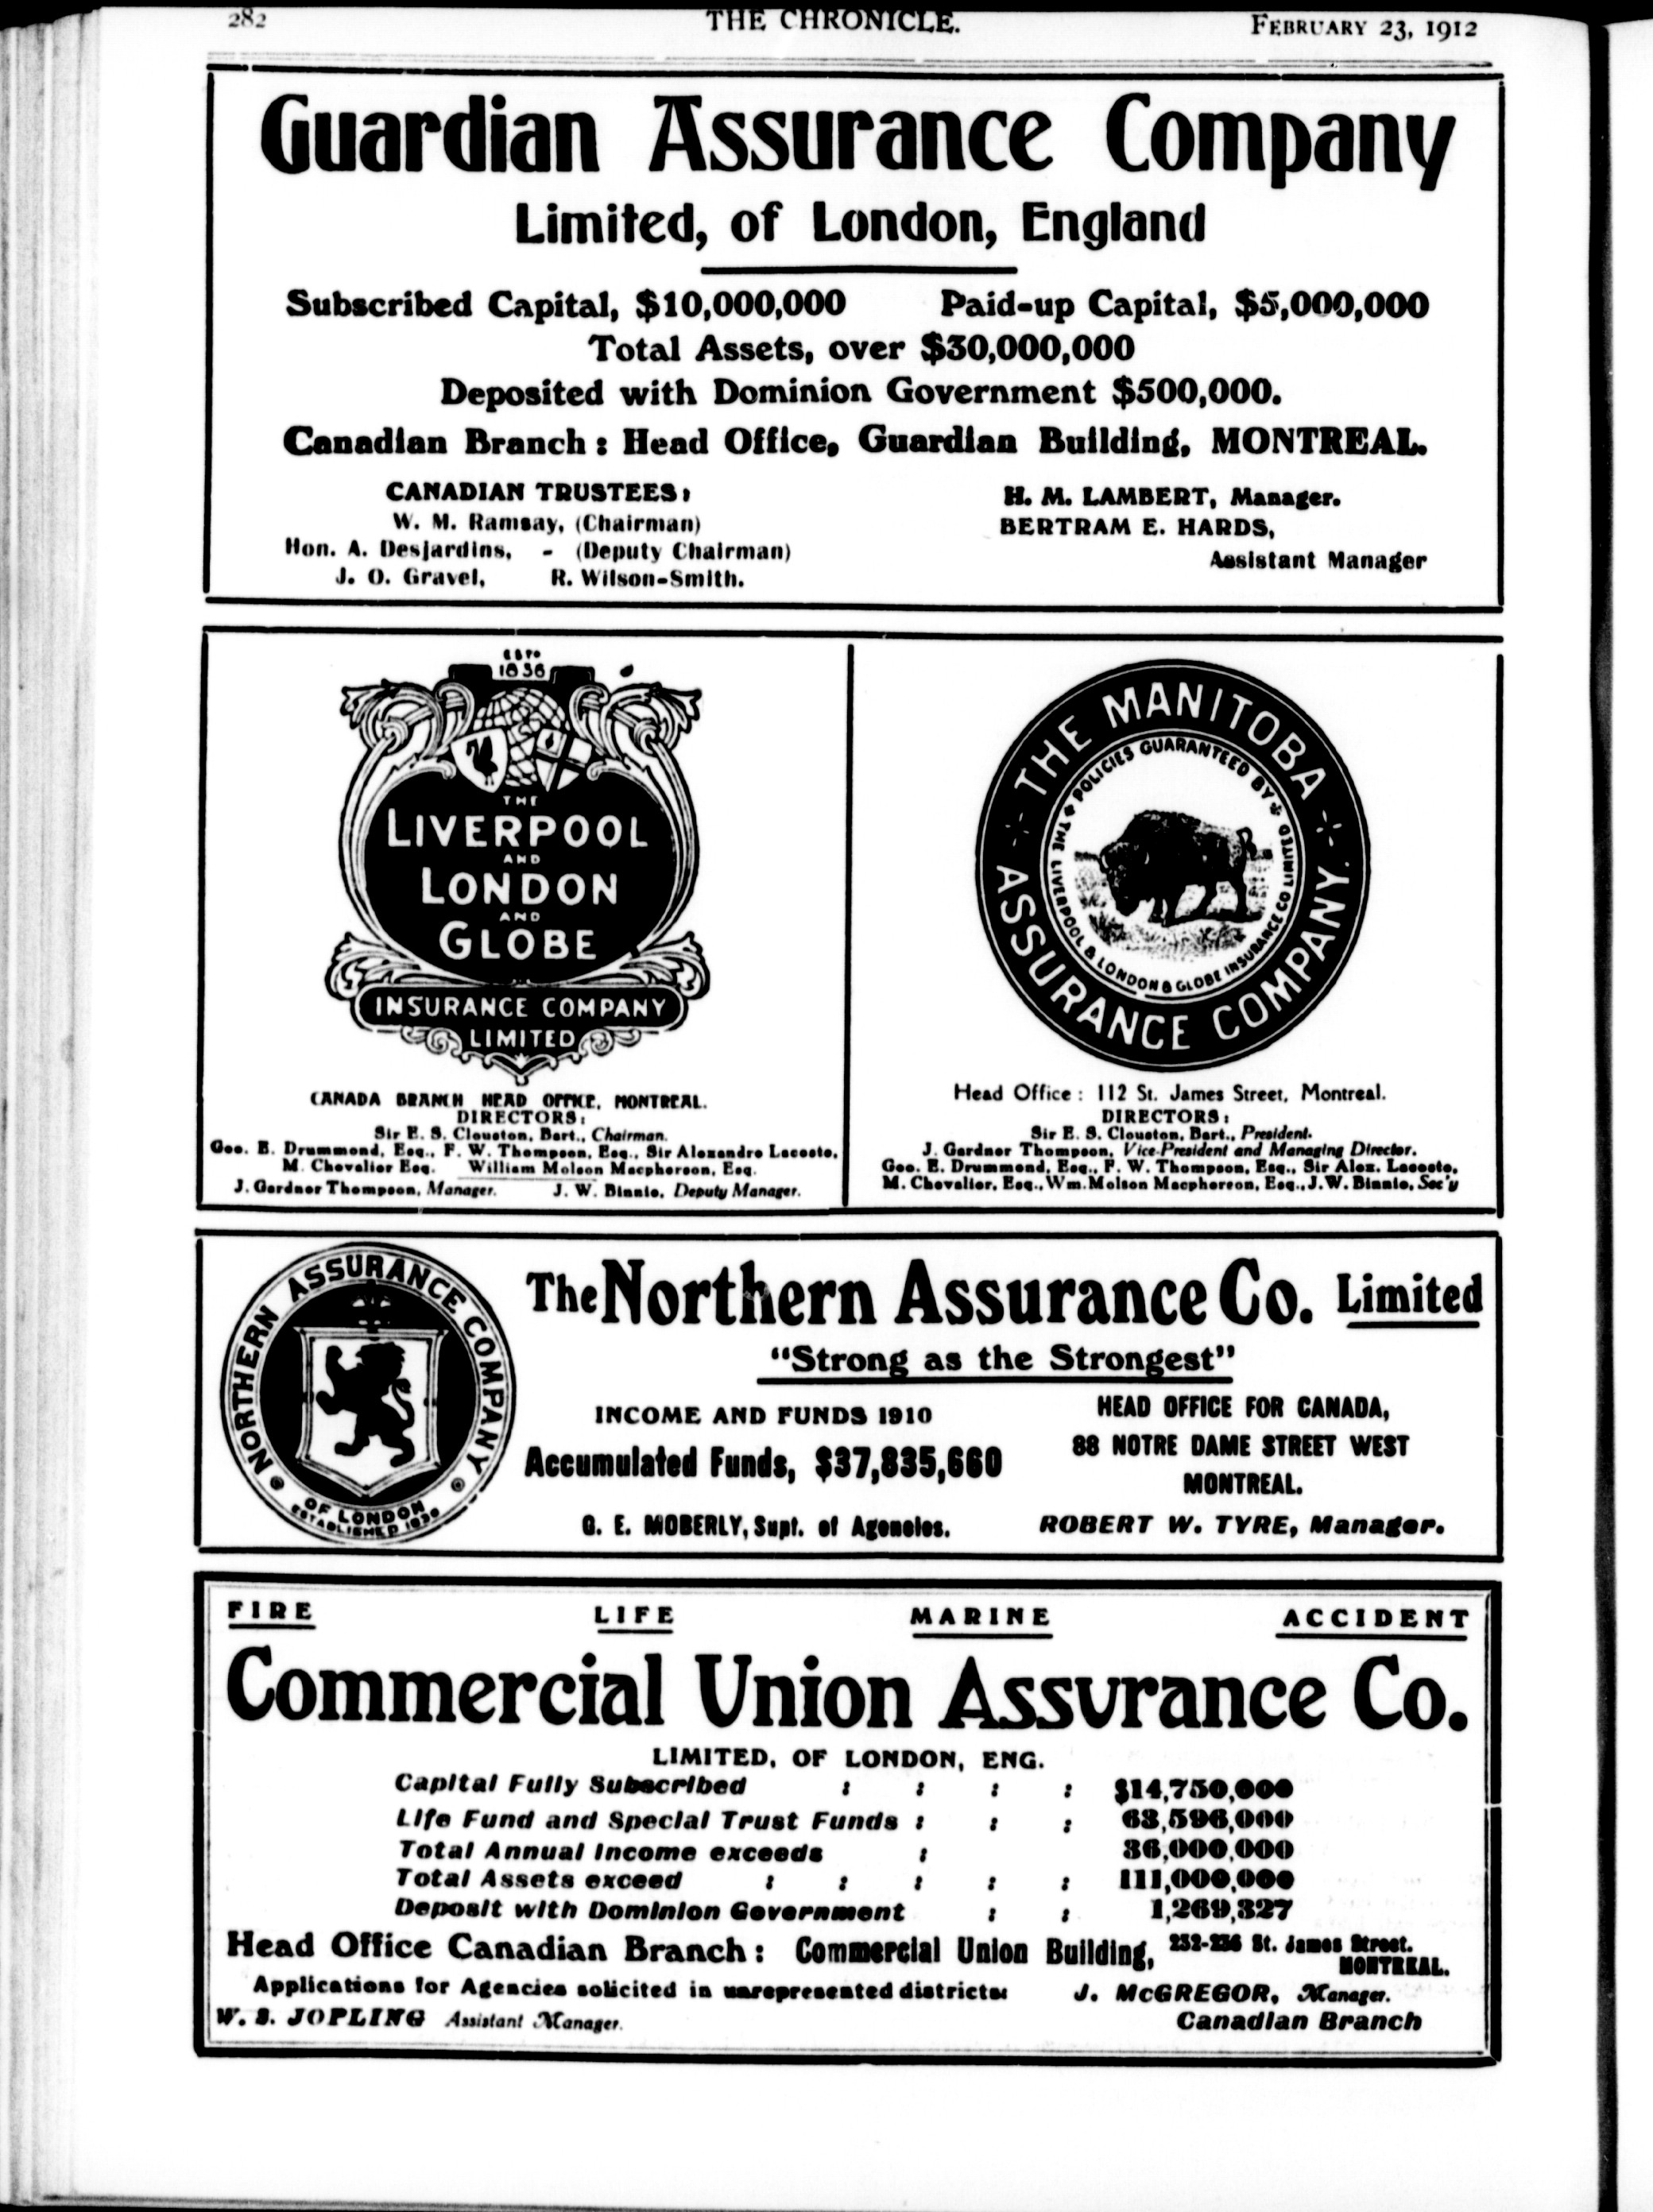 282
THE CHRONICLE.
FEBRUARY 23, 1912
Guardian Assurance Company
Limited, of London, England
Subscribed Capital, $10,000,000 Paid-up Capital, $5,000,000
Total Assets, over $30,000,000
Deposited with Dominion Government $500,000.
Canadian Branch : Head Office, Guardian Building, MONTREAL.
CANADIAN TRUSTEES:
W. M. Ramsay, (Chairman)
Hon. A. Desjardins, - (Deputy Chairman)
J. O. Gravel, R. Wilson-Smith.
H. M. LAMBERT, Manager.
BERTRAM E. HARDS,
Assistant Manager
ESTD
1836
THE
LIVERPOOL
AND
LONDON
AND
GLOBE
INSURANCE COMPANY
LIMITED
CANADA BRANCH HEAD OFFICE, MONTREAL.
DIRECTORS:
Sir E. S. Clouston, Bart., Chairman.
Geo. E. Drummond, Esq., F. W. Thompson, Esq., Sir Alexandre Lacoste,
M. Chevalier Esq. William Molson Macpherson, Esq.
J. Gardner Thompson, Manager. J. W. Binnie, Deputy Manager.
THE MANITOBA
ASSURANCE COMPANY.
POLICIES GUARANTEED BY
THE LIVERPOOL & LONDON & GLOBE INSURANCE CO LIMITED
Head Office : 112 St. James Street, Montreal.
DIRECTORS:
Sir E. S. Clouston, Bart., President.
J. Gardner Thompson, Vice-President and Managing Director.
Geo. E. Drummond, Esq., F. W. Thompson, Esq., Sir Alex. Lacoste,
M. Chevalier, Esq., Wm. Molson Macpherson, Esq., J. W. Binnie, Sec'y
NORTHERN ASSURANCE COMPANY
OF LONDON
ESTABLISHED 1836
The Northern Assurance Co. Limited
"Strong as the Strongest"
INCOME AND FUNDS 1910
Accumulated Funds, $37,835,660
G. E. MOBERLY, Supt. of Agencies.
HEAD OFFICE FOR CANADA,
88 NOTRE DAME STREET WEST
MONTREAL.
ROBERT W. TYRE, Manager.
FIRE LIFE MARINE ACCIDENT
Commercial Union Assurance Co.
LIMITED, OF LONDON, ENG.
Capital Fully Subscribed : : : : $14,750,000
Life Fund and Special Trust Funds : : : 63,596,000
Total Annual Income exceeds : 36,000,000
Total Assets exceed : : : : : 111,000,000
Deposit with Dominion Government : : 1,269,327
Head Office Canadian Branch : Commercial Union Building, 232-236 St. James Street.
MONTREAL.
Applications for Agencies solicited in unrepresented districts:
J. McGREGOR, Manager.
W. S. JOPLING Assistant Manager.
Canadian Branch